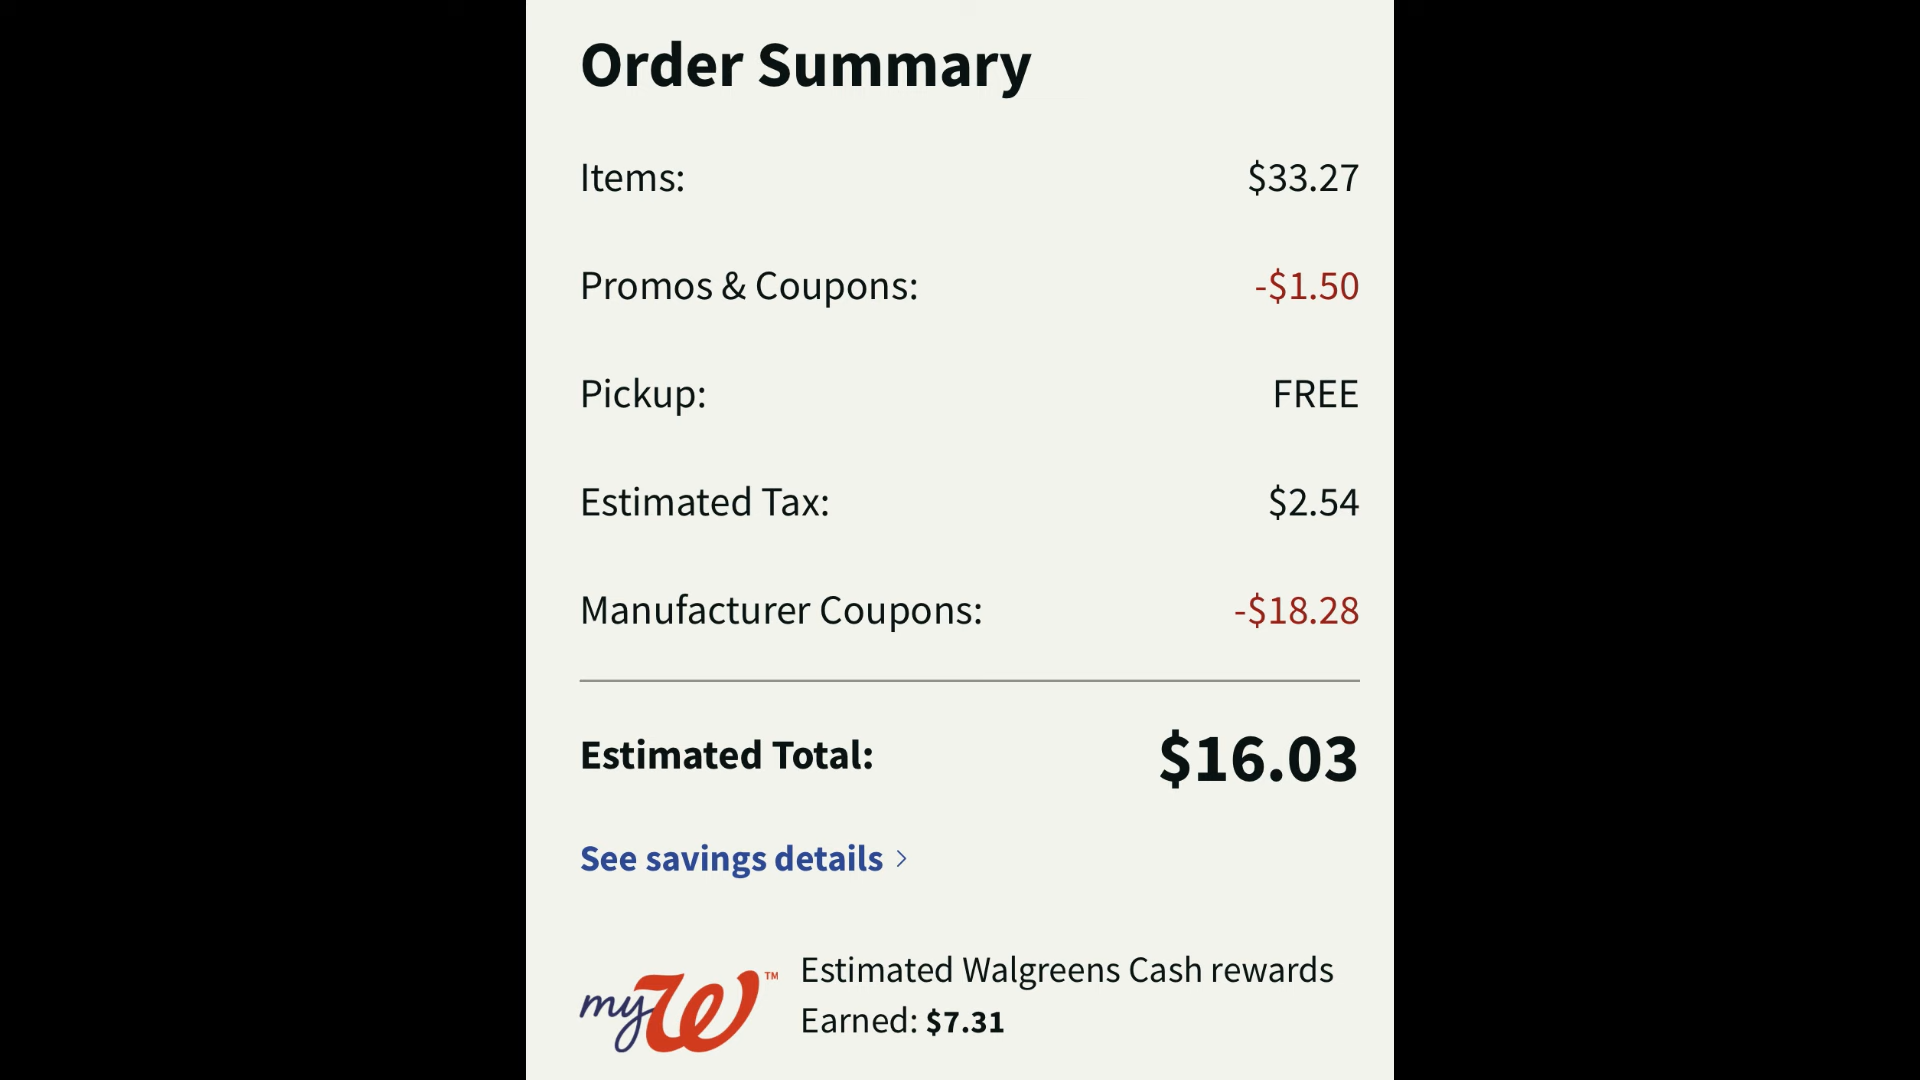 Order Summary
Items: $33.27
Promos & Coupons: -$1.50
Pickup: FREE
Estimated Tax: $2.54
Manufacturer Coupons: -$18.28
Estimated Total: $16.03
See savings details >
myW™ Estimated Walgreens Cash rewards
Earned: $7.31